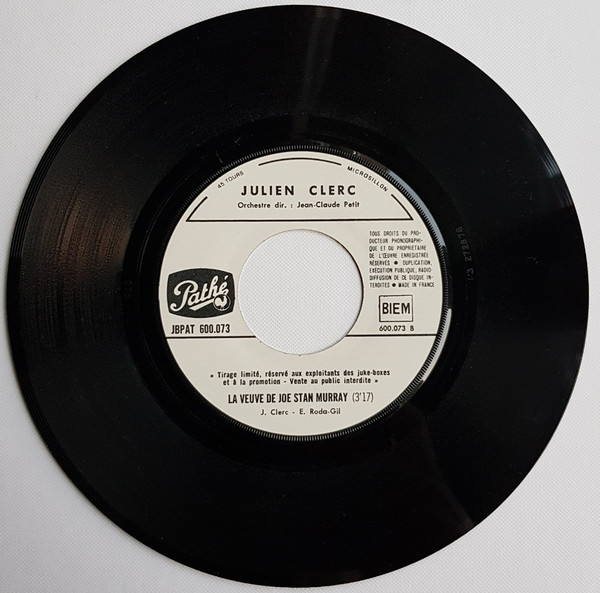 45 TOURS
MICROSILLON
JULIEN CLERC
Orchestre dir. : Jean-Claude Petit
TOUS DROITS DU PRO-
DUCTEUR PHONOGRAPHI-
QUE ET DU PROPRIETAIRE
DE L'ŒUVRE ENREGISTRÉE
RÉSERVÉS ● DUPLICATION,
EXÉCUTION PUBLIQUE, RADIO-
DIFFUSION DE CE DISQUE IN-
TERDITES ● MADE IN FRANCE
Pathé
BIEM
JBPAT 600.073
600.073 B
« Tirage limité, réservé aux exploitants des juke-boxes
et à la promotion - Vente au public interdite »
LA VEUVE DE JOE STAN MURRAY (3'17)
J. Clerc - E. Roda-Gil